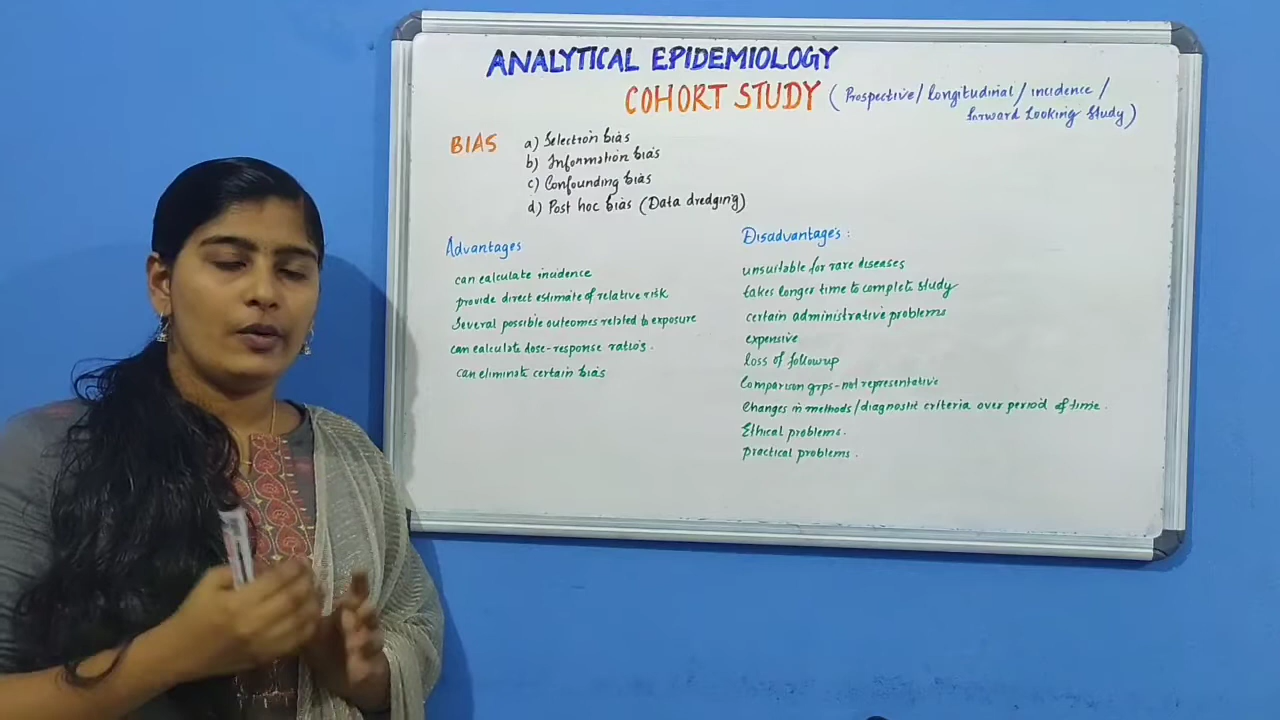 ANALYTICAL EPIDEMIOLOGY
COHORT STUDY (Prospective/longitudinal/incidence/
forward looking study)
BIAS a) Selection bias
b) Information bias
c) Confounding bias
d) Post hoc bias (Data dredging)
Advantages
can calculate incidence
provide direct estimate of relative risk
Several possible outcomes related to exposure
can calculate dose-response ratios.
can eliminate certain bias
Disadvantages:
unsuitable for rare diseases
takes longer time to complete study
certain administrative problems
expensive
loss of followup
Comparison grps-not representative
Changes in methods/diagnostic criteria over period of time.
Ethical problems.
practical problems.